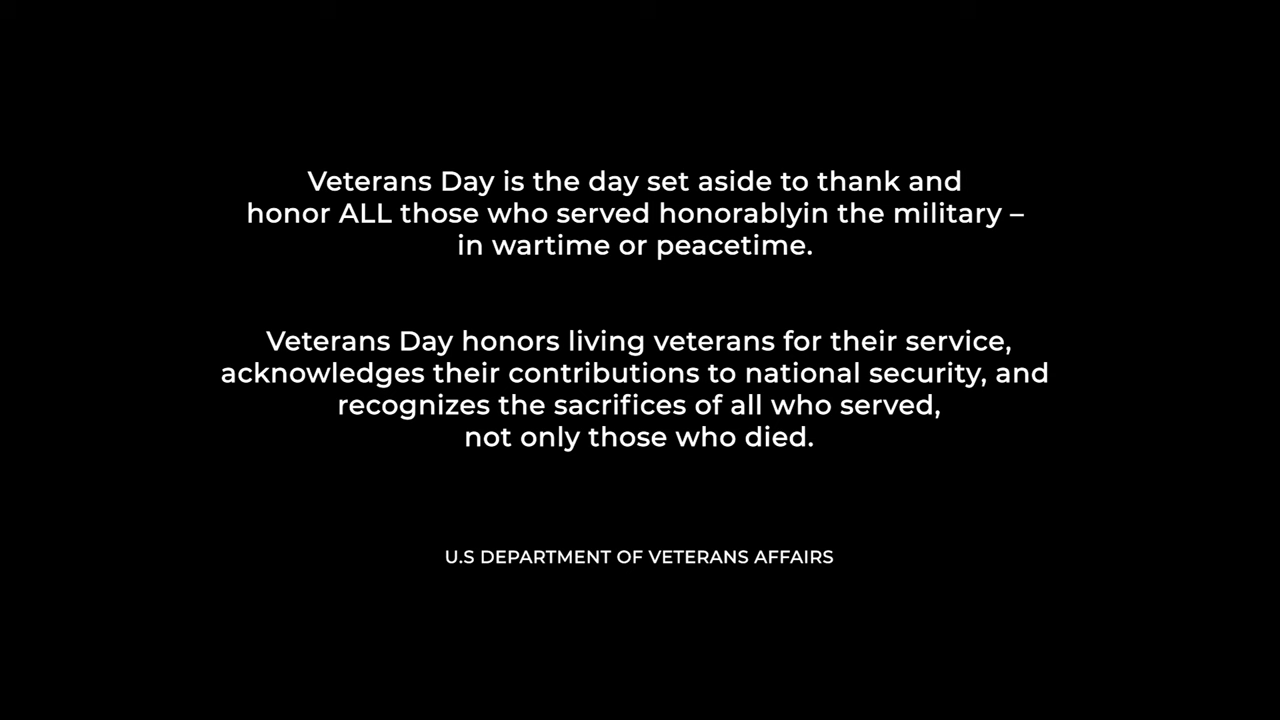 Veterans Day is the day set aside to thank and
honor ALL those who served honorablyin the military –
in wartime or peacetime.
Veterans Day honors living veterans for their service,
acknowledges their contributions to national security, and
recognizes the sacrifices of all who served,
not only those who died.
U.S DEPARTMENT OF VETERANS AFFAIRS